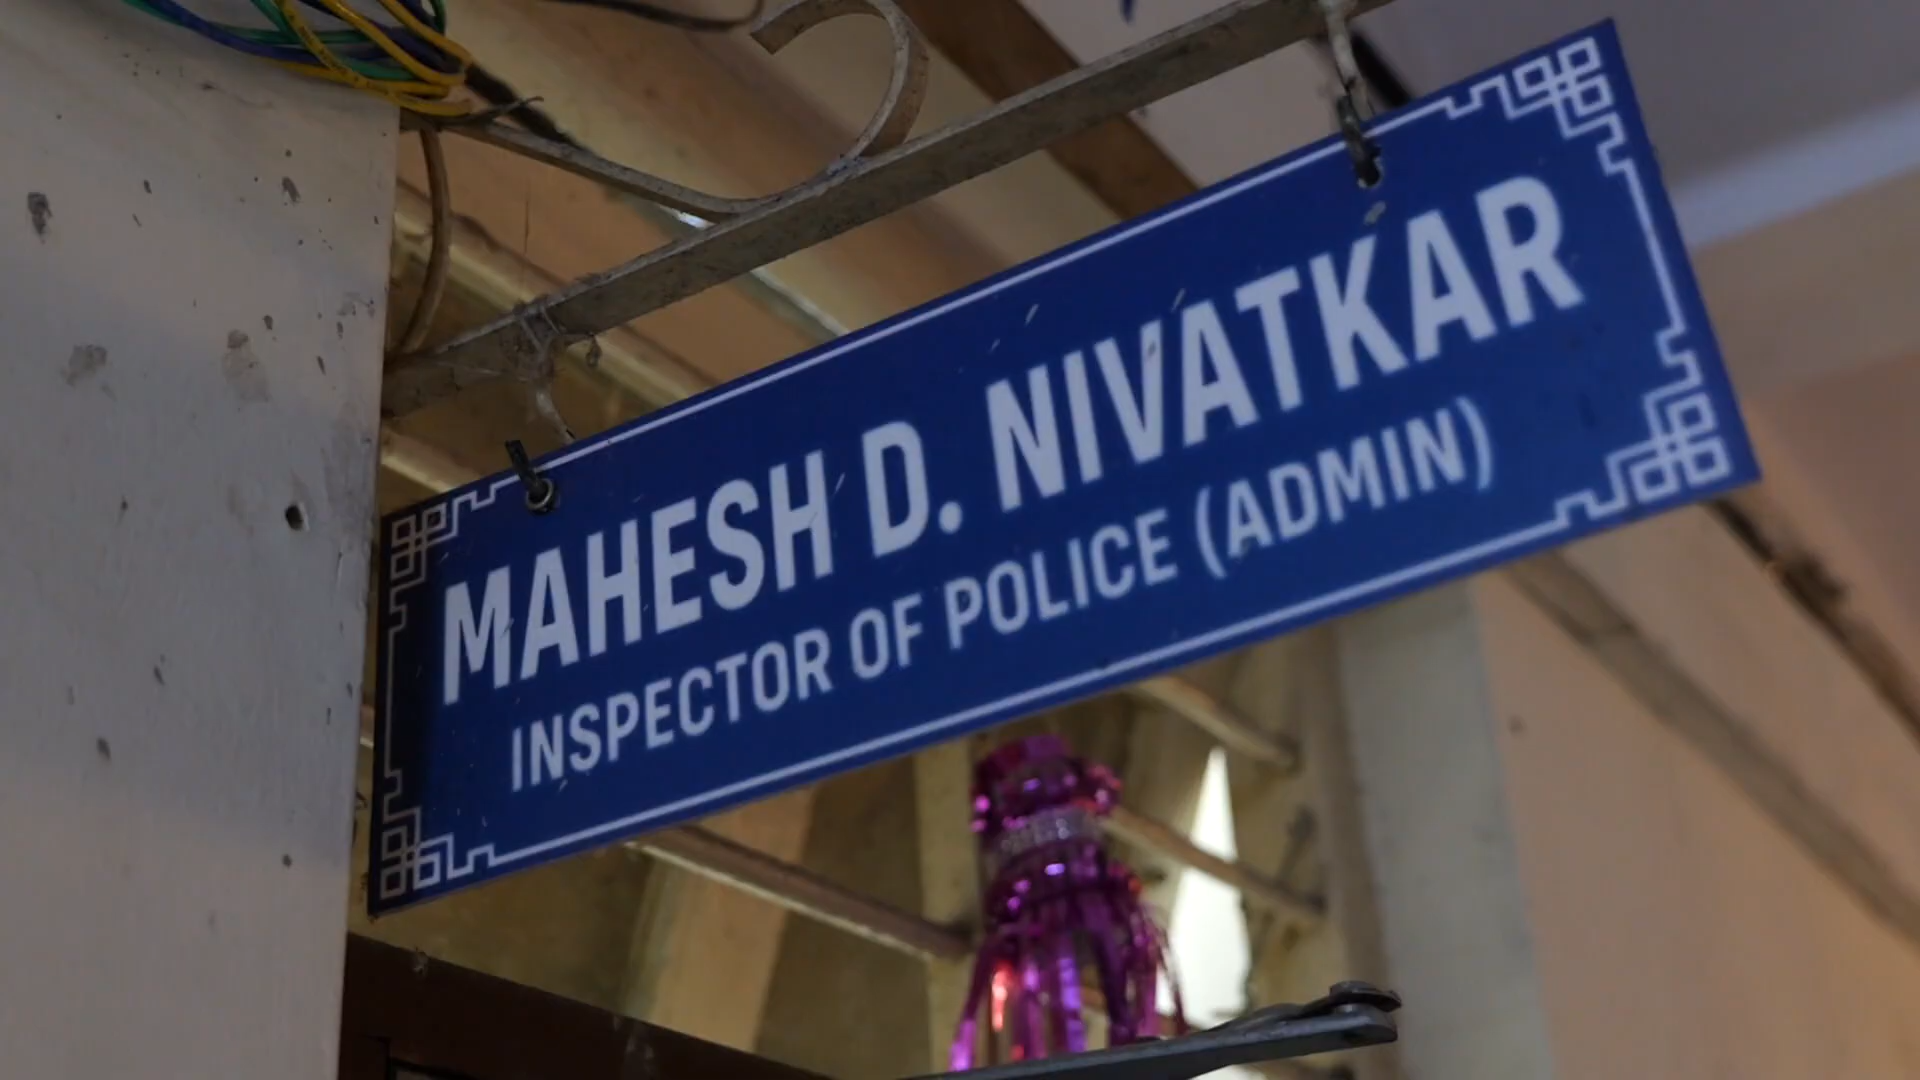 MAHESH D. NIVATKAR
INSPECTOR OF POLICE (ADMIN)